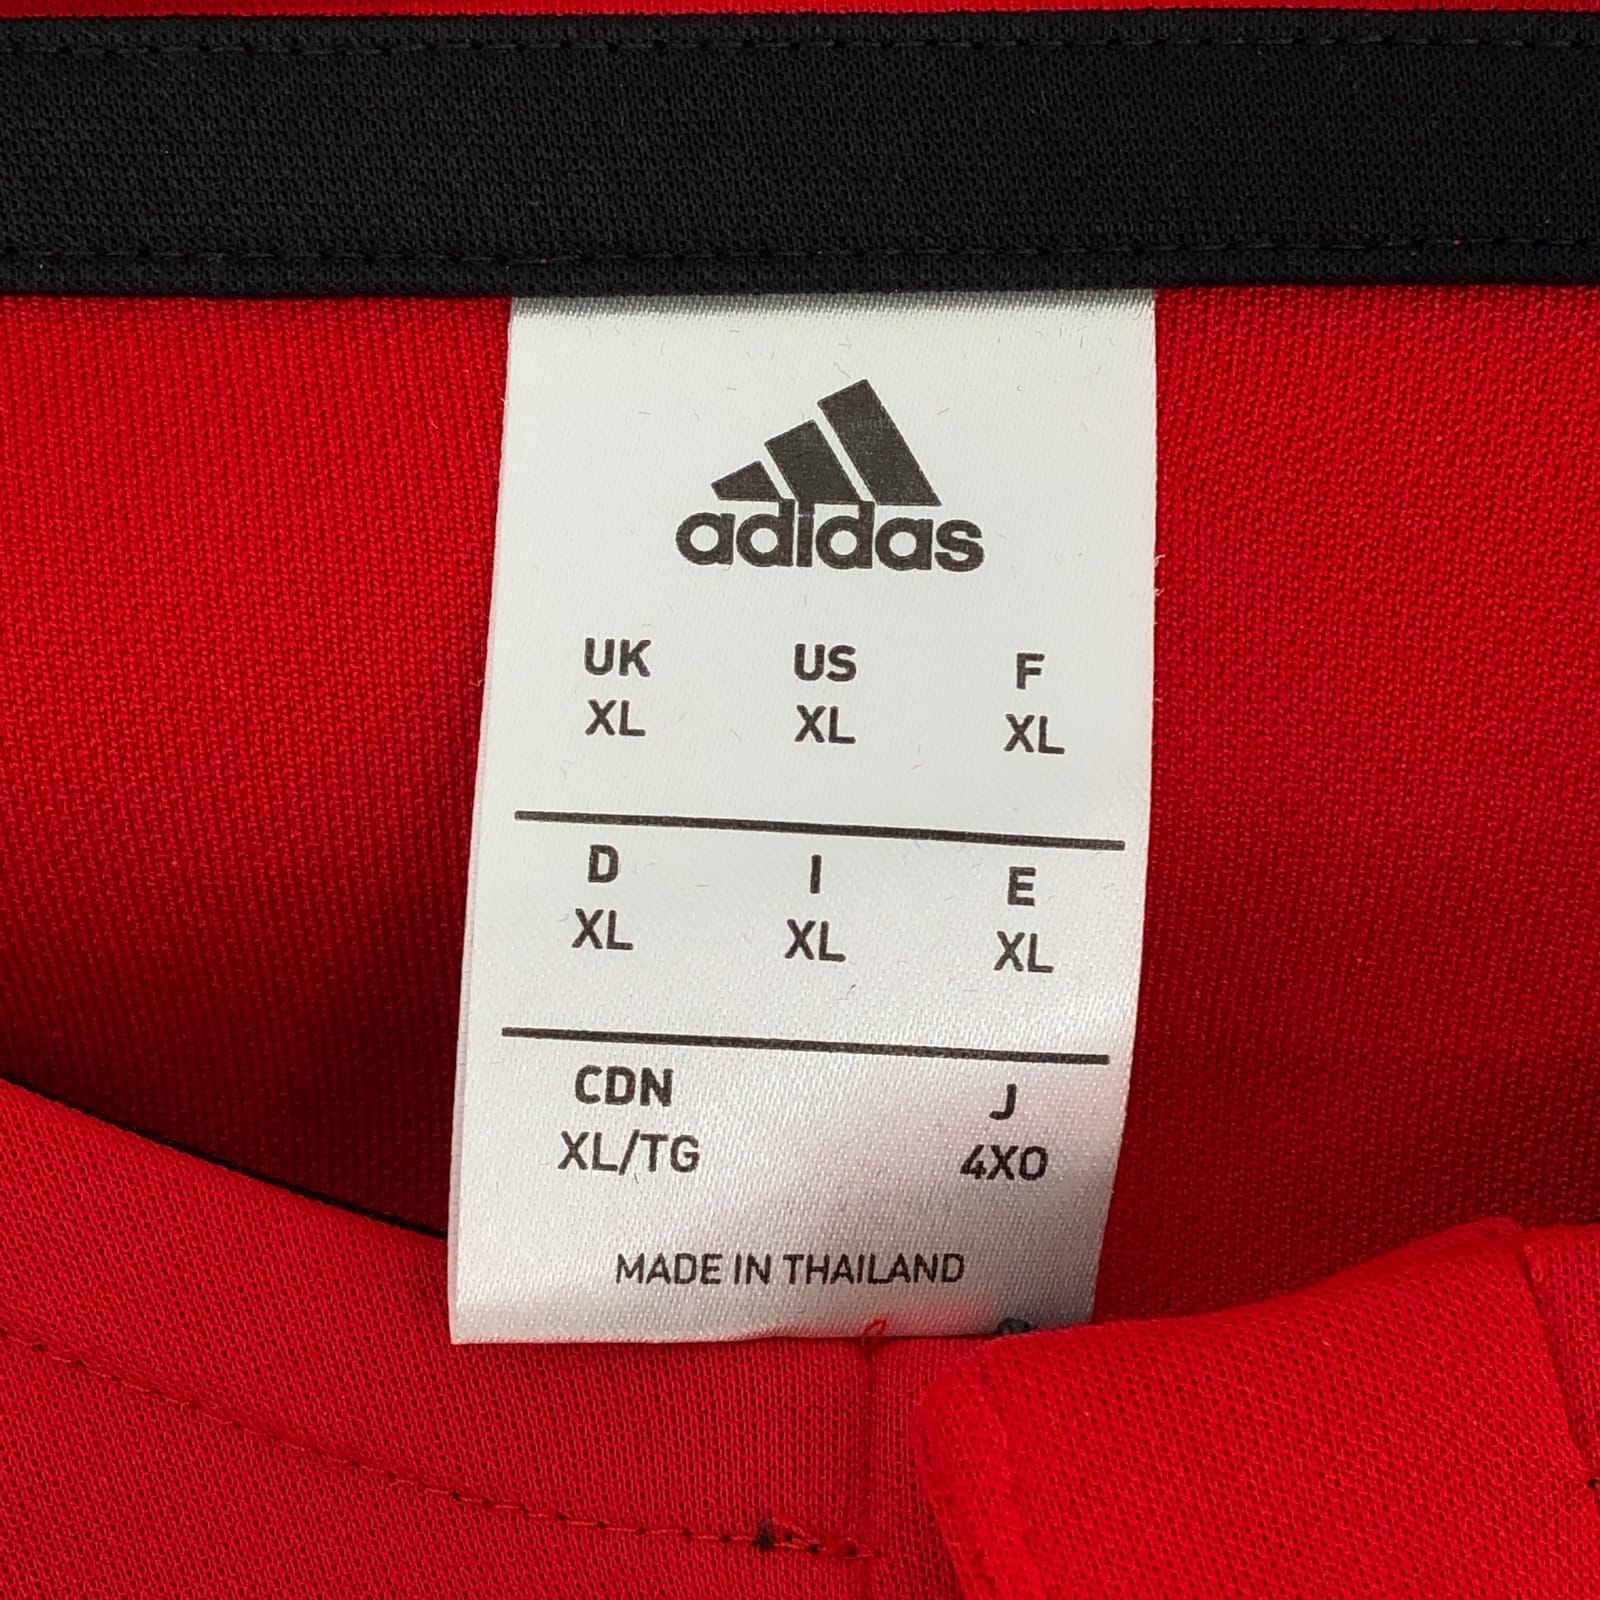 adidas
UK US F
XL XL XL
D I E
XL XL XL
CDN J
XL/TG 4XO
MADE IN THAILAND